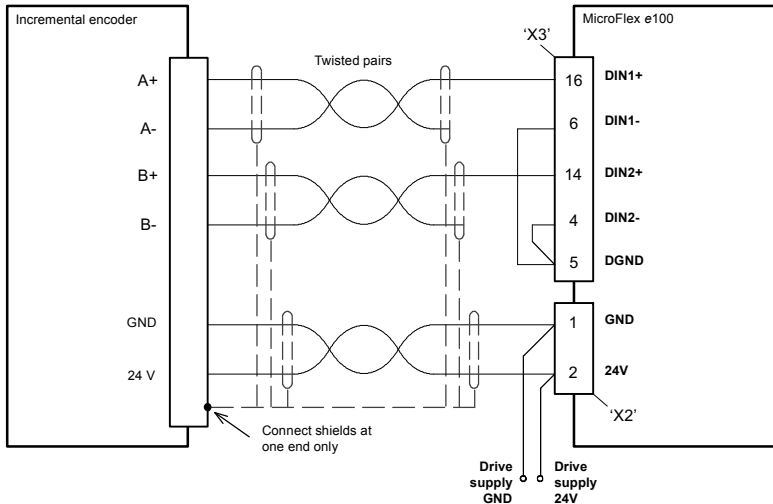 Incremental encoder
MicroFlex e100
'X3'
Twisted pairs
A+
16
DIN1+
A-
6
DIN1-
B+
14
DIN2+
B-
4
DIN2-
5
DGND
GND
1
GND
24 V
2
24V
'X2'
Connect shields at
one end only
Drive
supply
GND
Drive
supply
24V